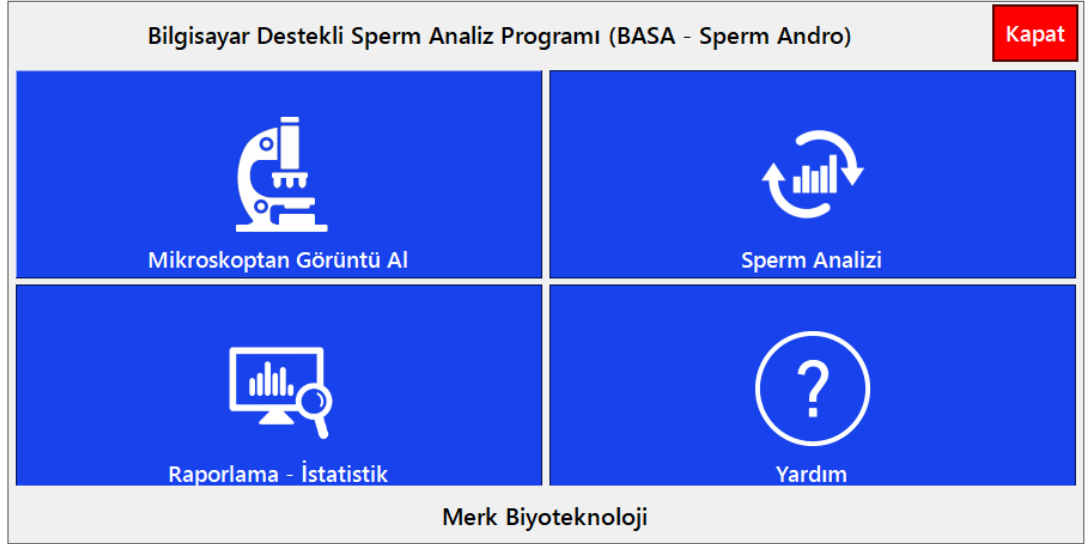 Bilgisayar Destekli Sperm Analiz Programı (BASA - Sperm Andro)
Kapat
Mikroskoptan Görüntü Al
Sperm Analizi
Raporlama - İstatistik
Yardım
Merk Biyoteknoloji